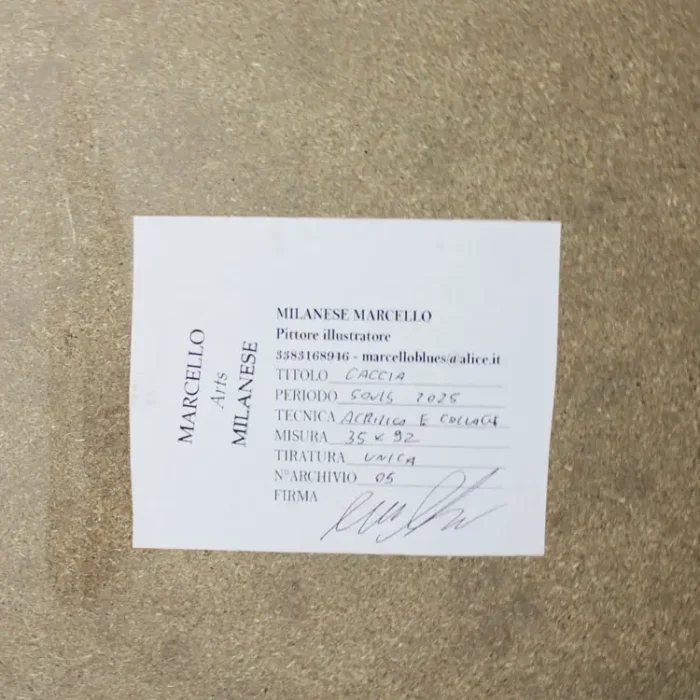 MARCELLO
Arts
MILANESE
MILANESE MARCELLO
Pittore illustratore
3383168946 - marcelloblues@alice.it
TITOLO CACCIA
PERIODO 2025
TECNICA ACRILICO E COLLAGE
MISURA 35 x 92
TIRATURA UNICA
N°ARCHIVIO 05
FIRMA